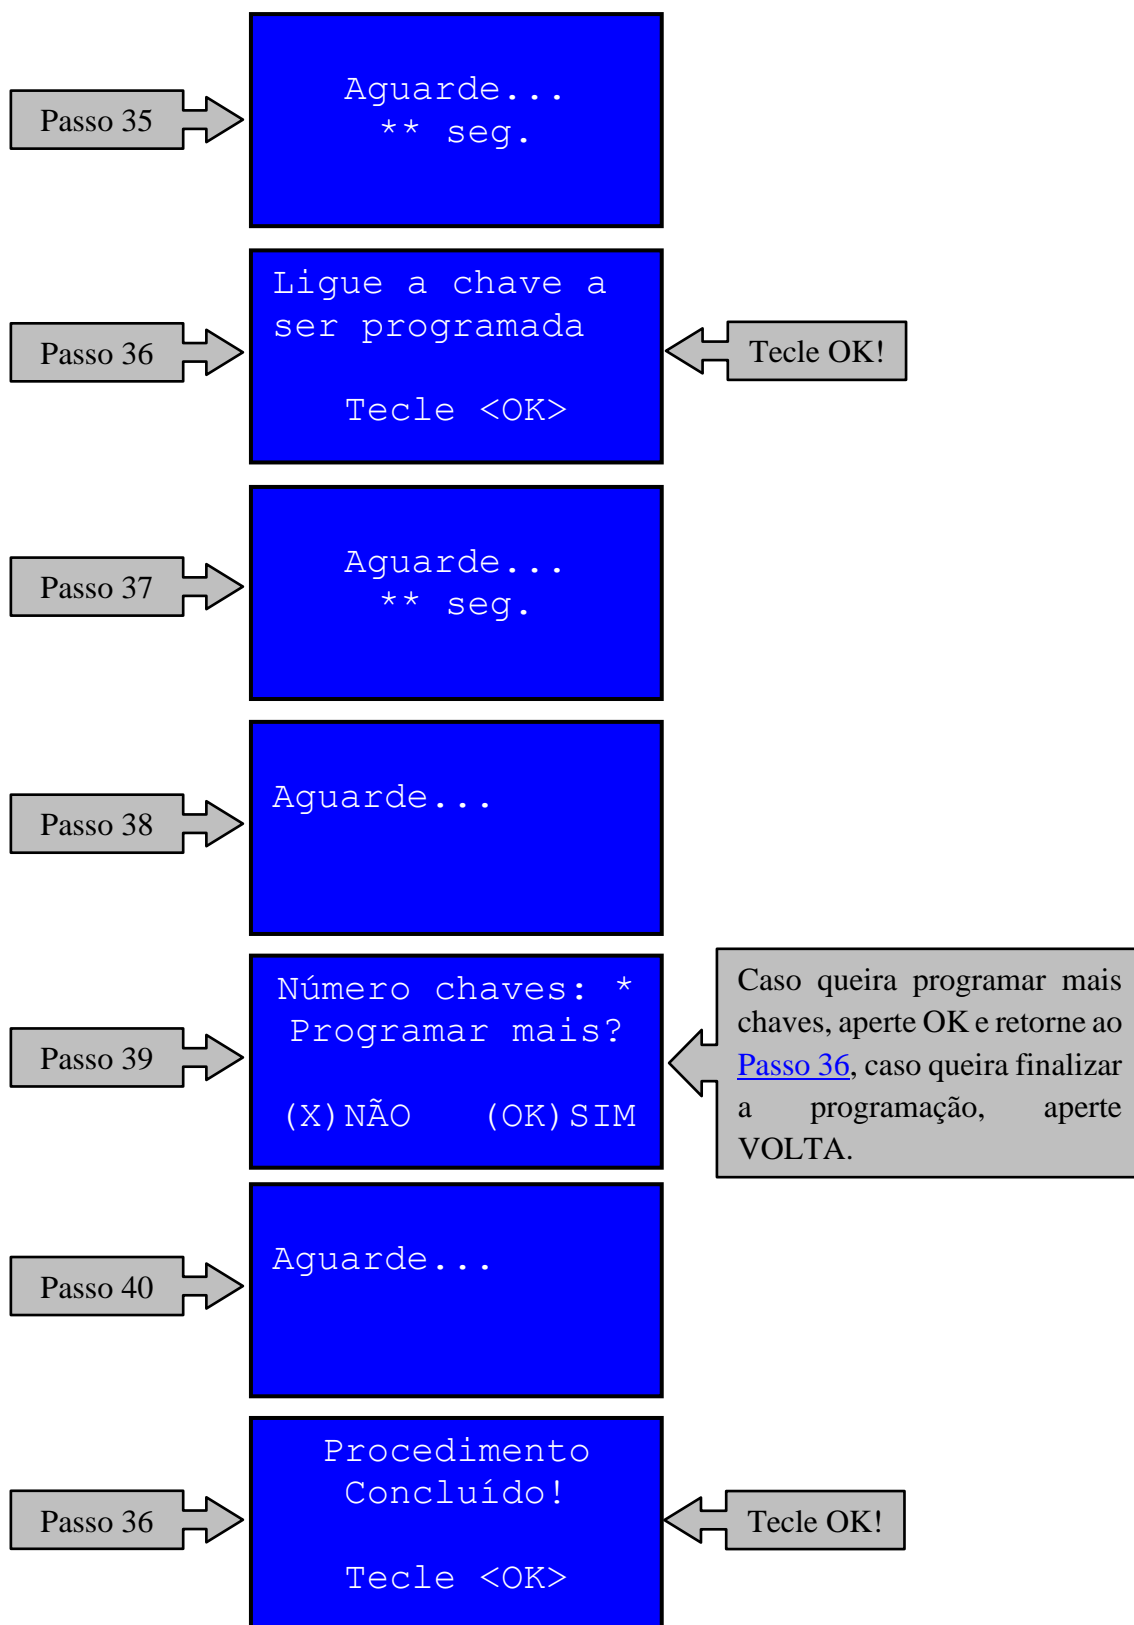 Passo 35
Aguarde...
** seg.
Passo 36
Ligue a chave a
ser programada
Tecle <OK>
Tecle OK!
Passo 37
Aguarde...
** seg.
Passo 38
Aguarde...
Passo 39
Número chaves: *
Programar mais?
(X)NÃO (OK)SIM
Caso queira programar mais
chaves, aperte OK e retorne ao
Passo 36, caso queira finalizar
a programação, aperte
VOLTA.
Passo 40
Aguarde...
Passo 36
Procedimento
Concluído!
Tecle <OK>
Tecle OK!